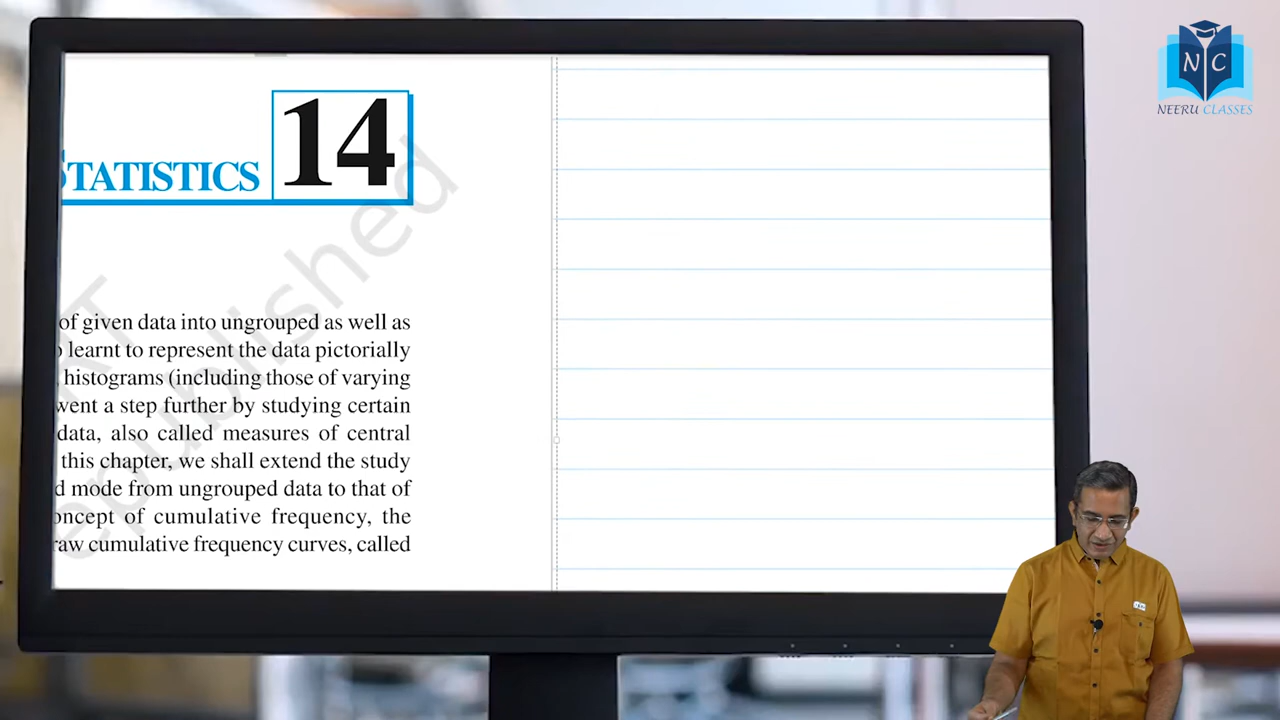 STATISTICS 14
of given data into ungrouped as well as
learnt to represent the data pictorially
, histograms (including those of varying
went a step further by studying certain
data, also called measures of central
this chapter, we shall extend the study
d mode from ungrouped data to that of
oncept of cumulative frequency, the
raw cumulative frequency curves, called
published
N C
NEERU CLASSES